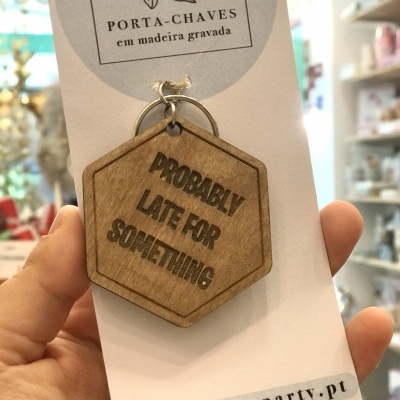 PORTA-CHAVES
em madeira gravada
PROBABLY
LATE FOR
SOMETHING
party.pt